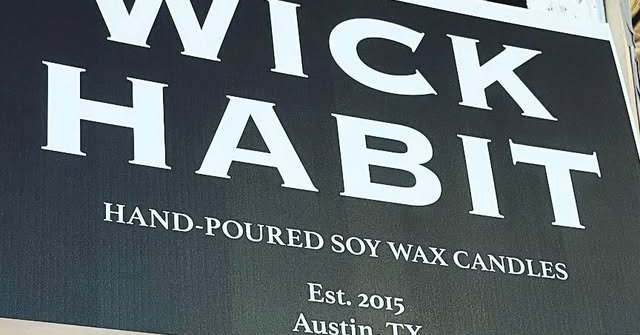 WICK
HABIT
HAND-POURED SOY WAX CANDLES
Est. 2015
Austin, TX